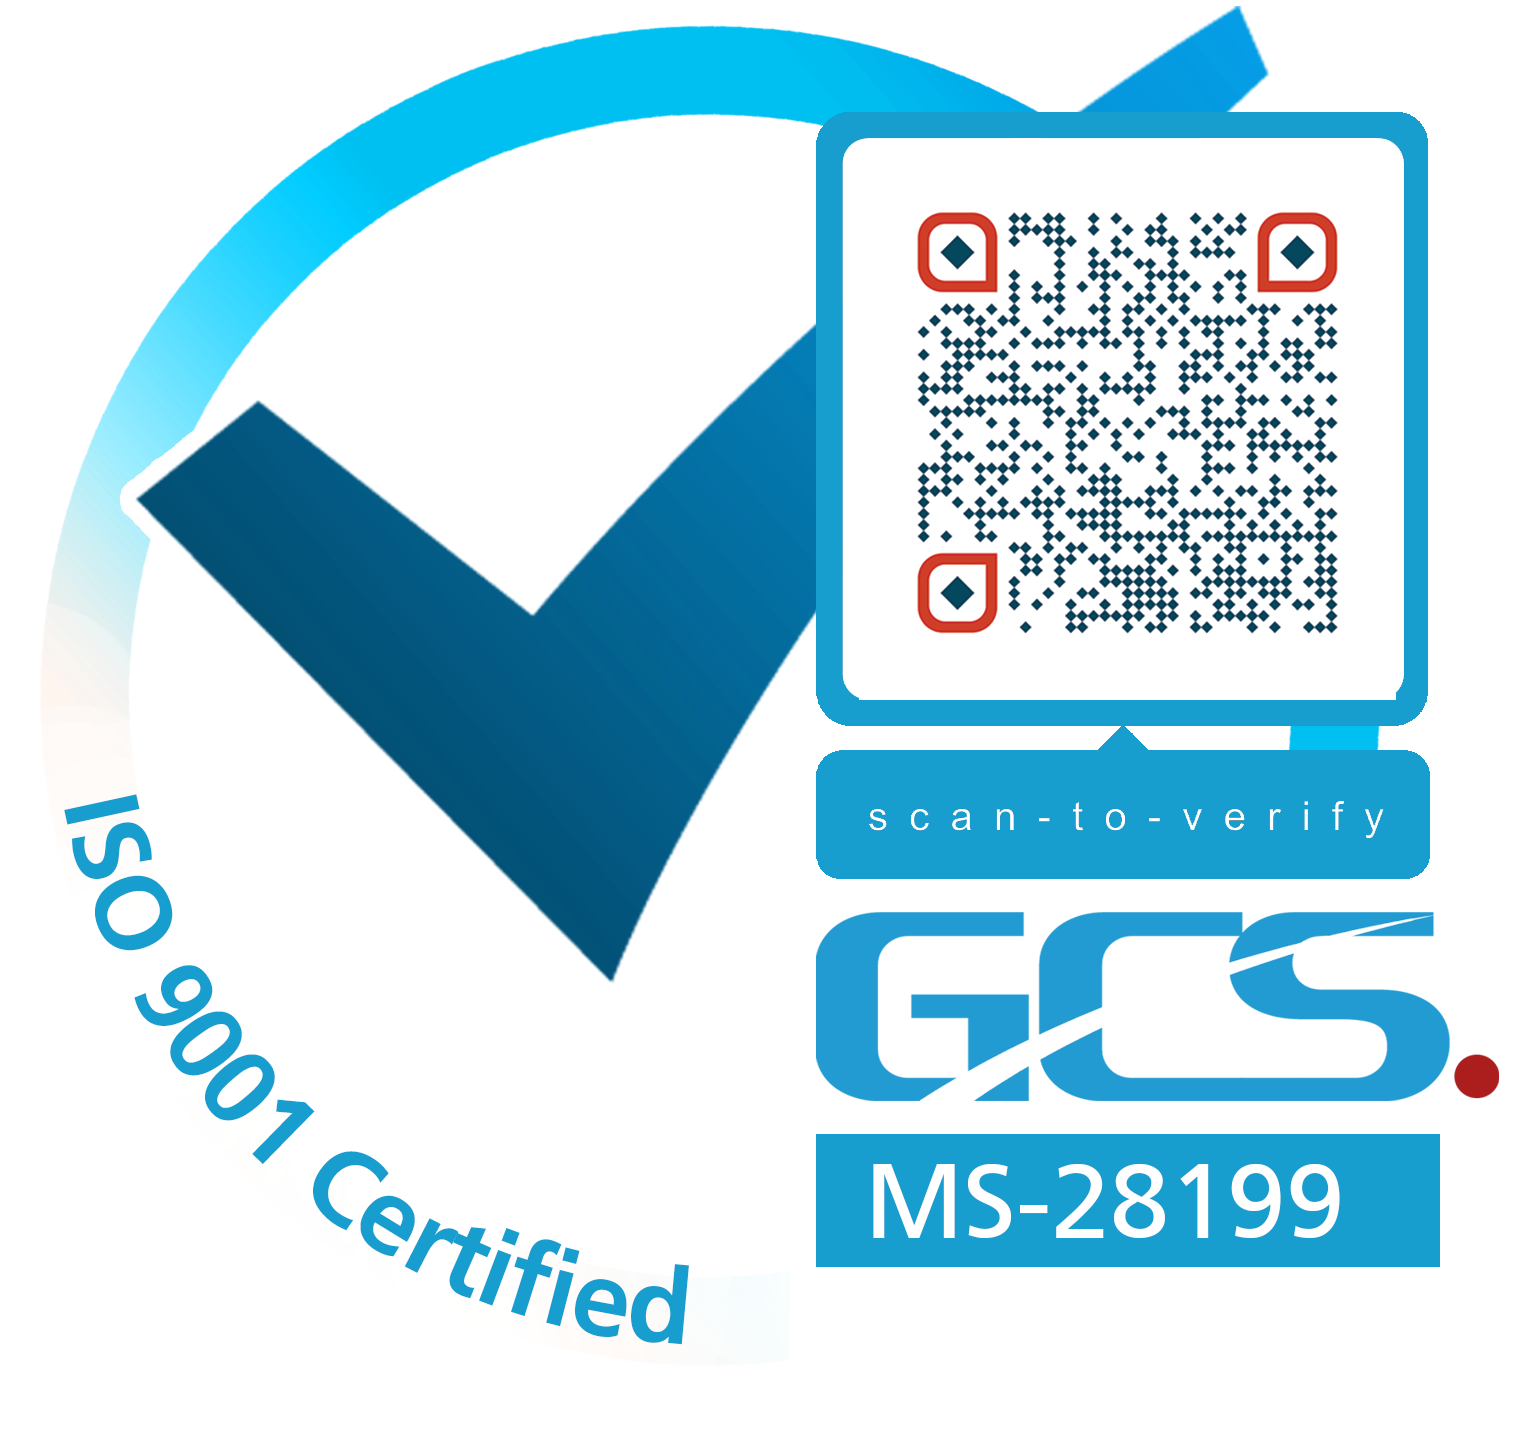 scan-to-verify
GCS.
MS-28199
ISO 9001 Certified